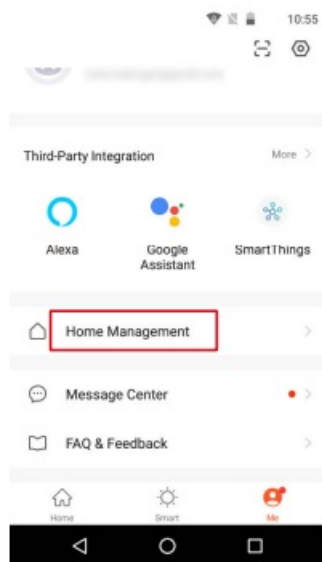 10:55
Third-Party Integration
More
Alexa
Google
Assistant
SmartThings
Home Management
Message Center
FAQ & Feedback
Home
Smart
Me